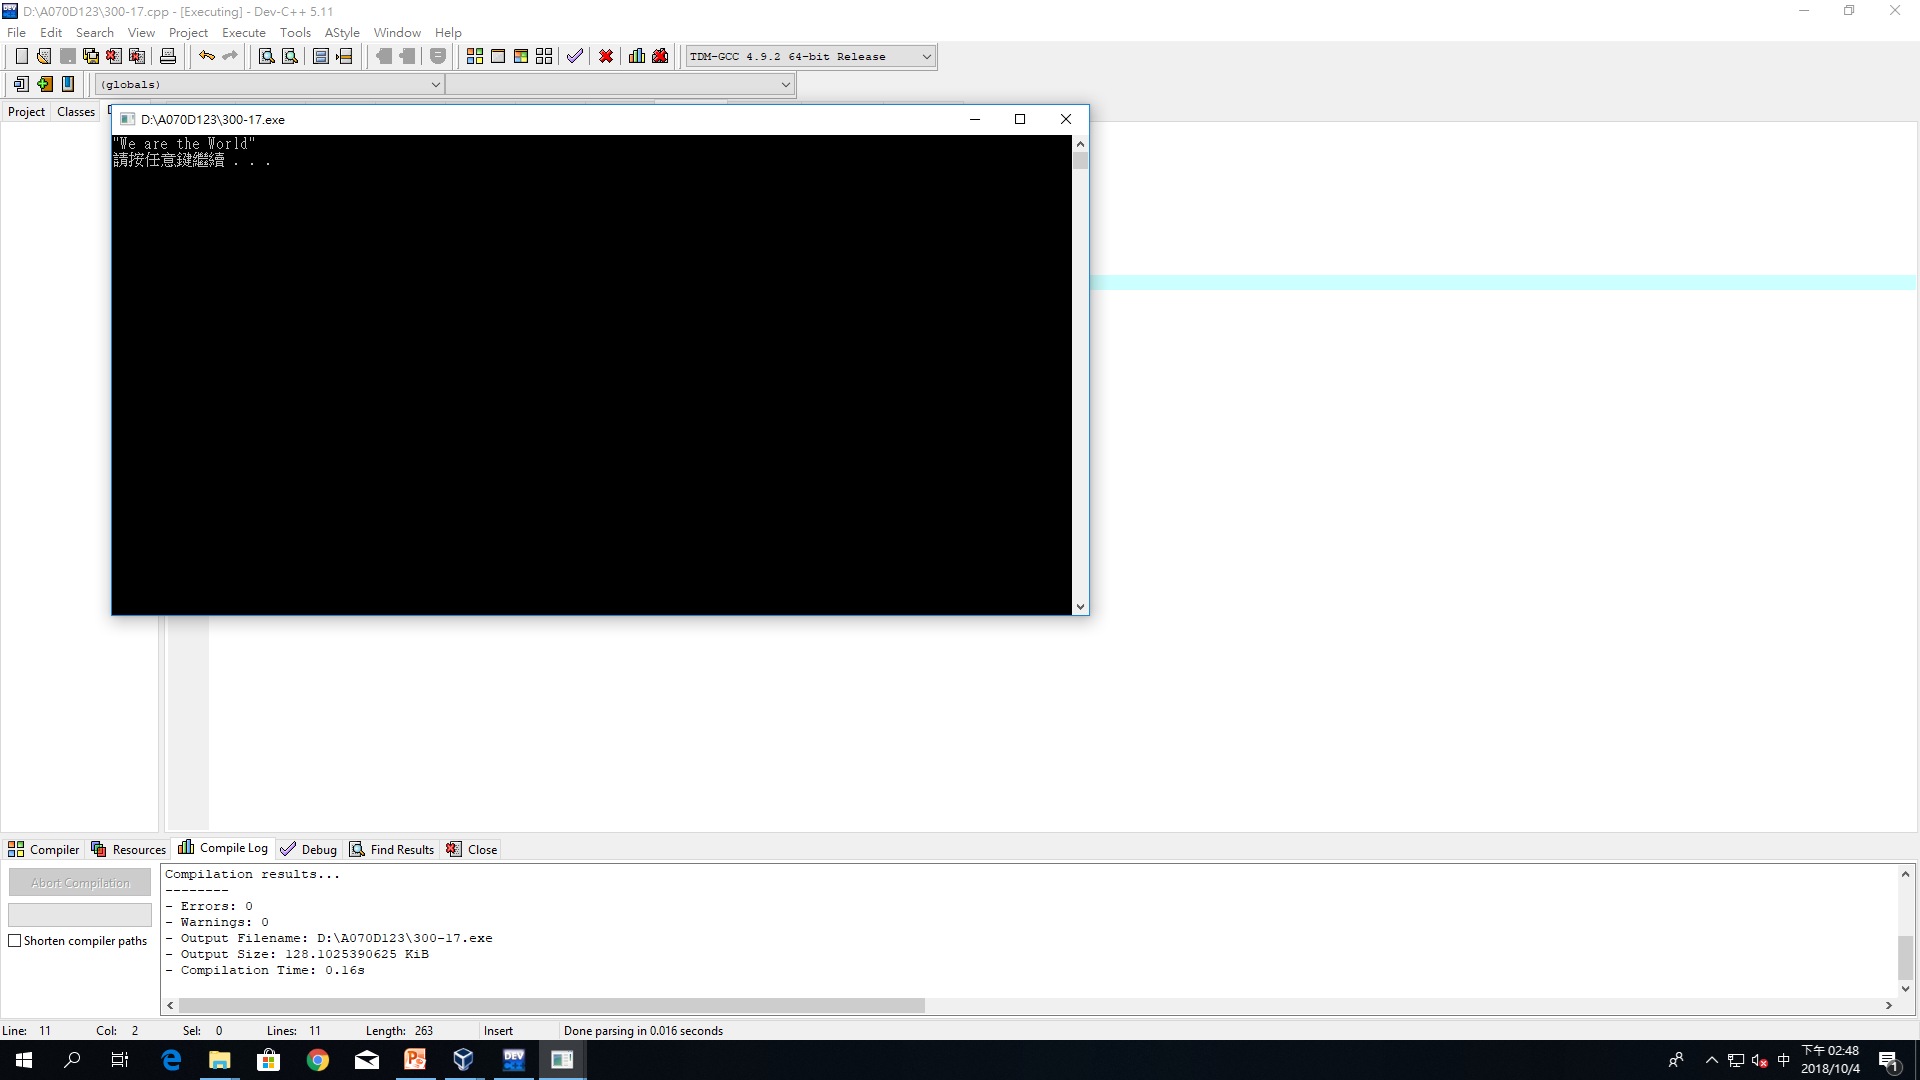 D:\A070D123\300-17.cpp - [Executing] - Dev-C++ 5.11
File Edit Search View Project Execute Tools AStyle Window Help
TDM-GCC 4.9.2 64-bit Release
(globals)
Project Classes
D:\A070D123\300-17.exe
"We are the World"
請按任意鍵繼續 . . .
Compiler Resources Compile Log Debug Find Results Close
Abort Compilation
Shorten compiler paths
Compilation results...
--------
- Errors: 0
- Warnings: 0
- Output Filename: D:\A070D123\300-17.exe
- Output Size: 128.1025390625 KiB
- Compilation Time: 0.16s
Line: 11 Col: 2 Sel: 0 Lines: 11 Length: 263 Insert Done parsing in 0.016 seconds
DEV
中
下午 02:48
2018/10/4
1